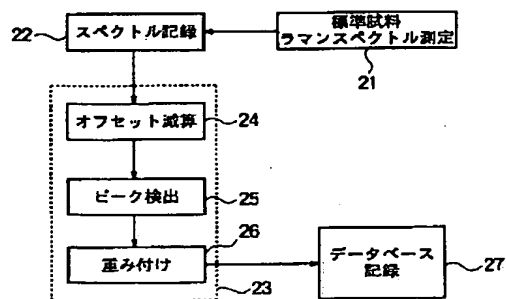 22
スペクトル記録
標準試料
ラマンスペクトル測定
21
オフセット減算
24
ピーク検出
25
26
重み付け
23
データベース
記録
27